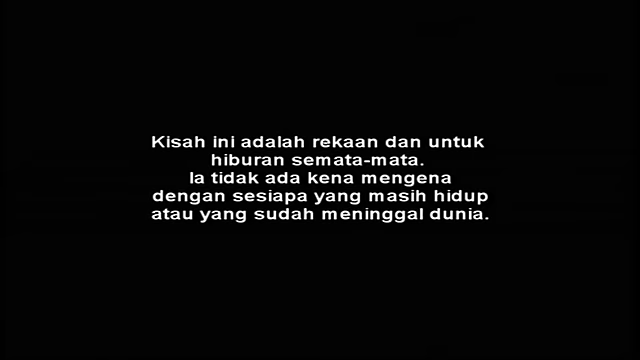 Kisah ini adalah rekaan dan untuk
hiburan semata-mata.
Ia tidak ada kena mengena
dengan sesiapa yang masih hidup
atau yang sudah meninggal dunia.